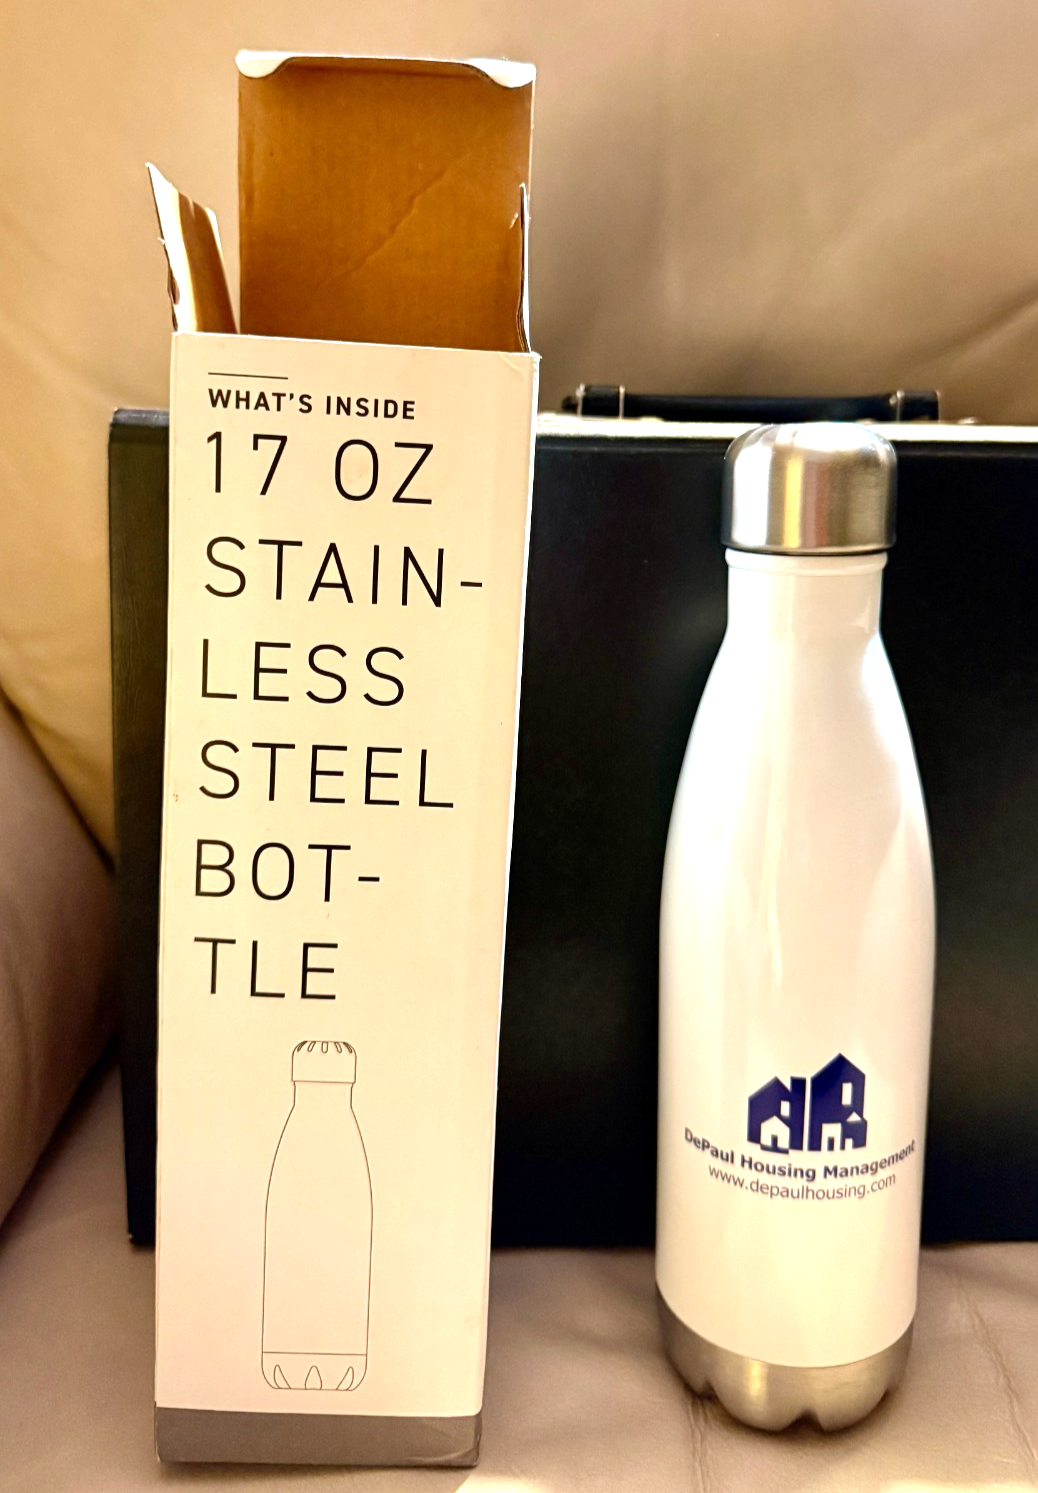 WHAT'S INSIDE
17 OZ
STAIN-
LESS
STEEL
BOT-
TLE
DePaul Housing Management
www.depaulhousing.com